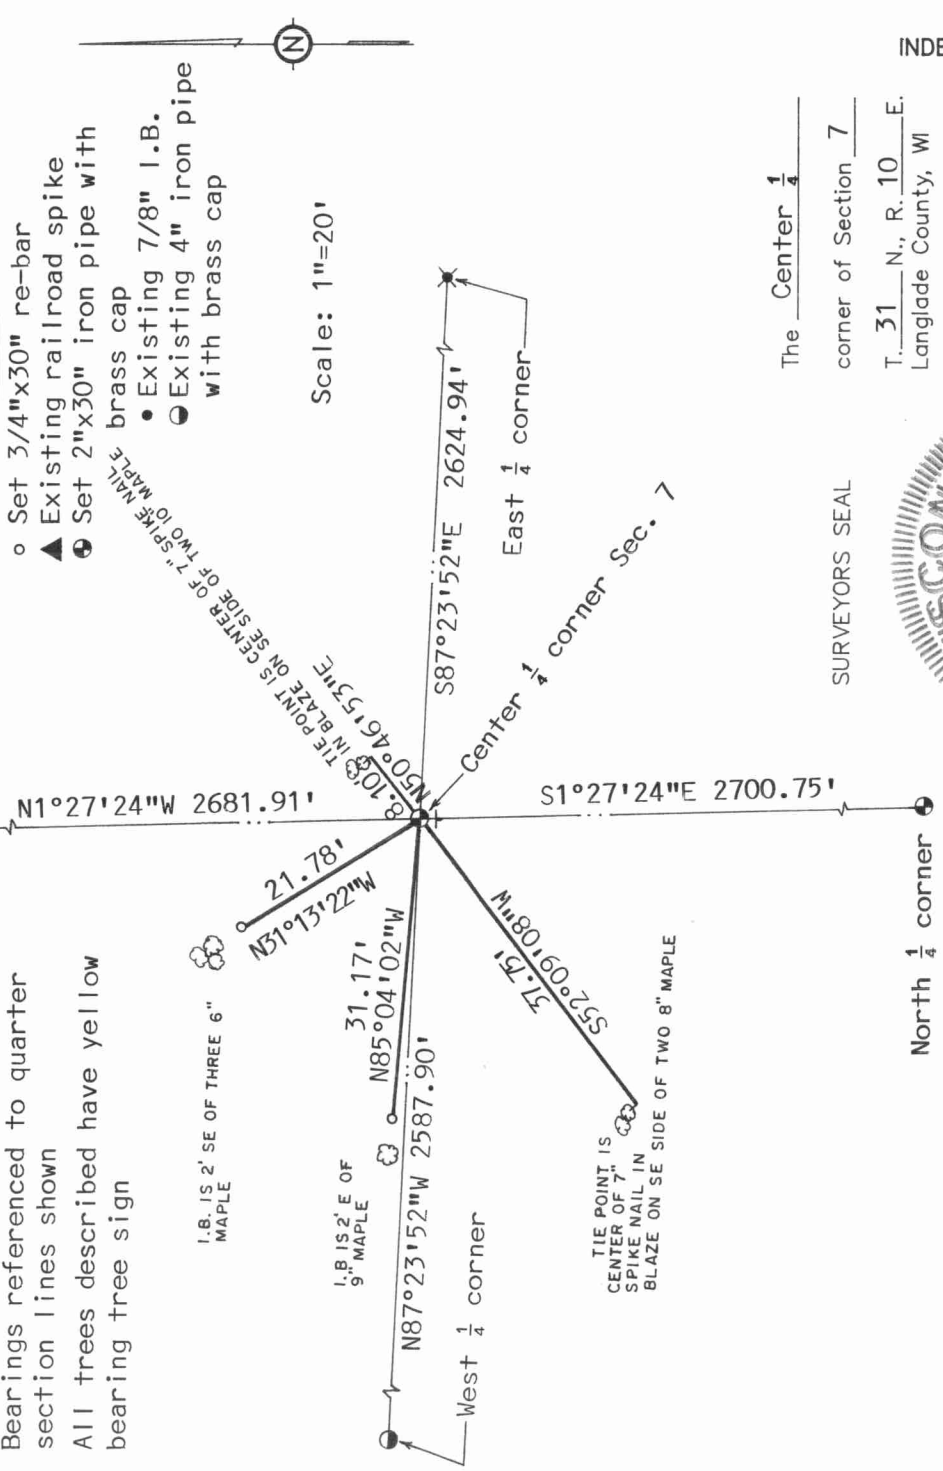 Bearings referenced to quarter
section lines shown
All trees described have yellow
bearing tree sign
○ Set 3/4"x30" re-bar
▲ Existing railroad spike
Set 2"x30" iron pipe with
brass cap
● Existing 7/8" I.B.
Existing 4" iron pipe
with brass cap
N
Scale: 1"=20'
N1°27'24"W 2681.91'
TIE POINT IS CENTER OF 7" SPIKE NAIL
IN BLAZE ON SE SIDE OF TWO 10" MAPLE
N50°46'53"E
8.10'
21.78'
N31°13'22"W
I.B. IS 2' SE OF THREE 6"
MAPLE
31.17'
N85°04'02"W
I.B IS 2' E OF
9" MAPLE
N87°23'52"W 2587.90'
West 1/4 corner
S87°23'52"E 2624.94'
East 1/4 corner
Center 1/4 corner Sec. 7
37.75'
S52°09'08"W
TIE POINT IS
CENTER OF 7"
SPIKE NAIL IN
BLAZE ON SE SIDE OF TWO 8" MAPLE
S1°27'24"E 2700.75'
North 1/4 corner
SURVEYORS SEAL
The Center 1/4
corner of Section 7
T. 31 N., R. 10 E.
Langlade County, WI
INDE